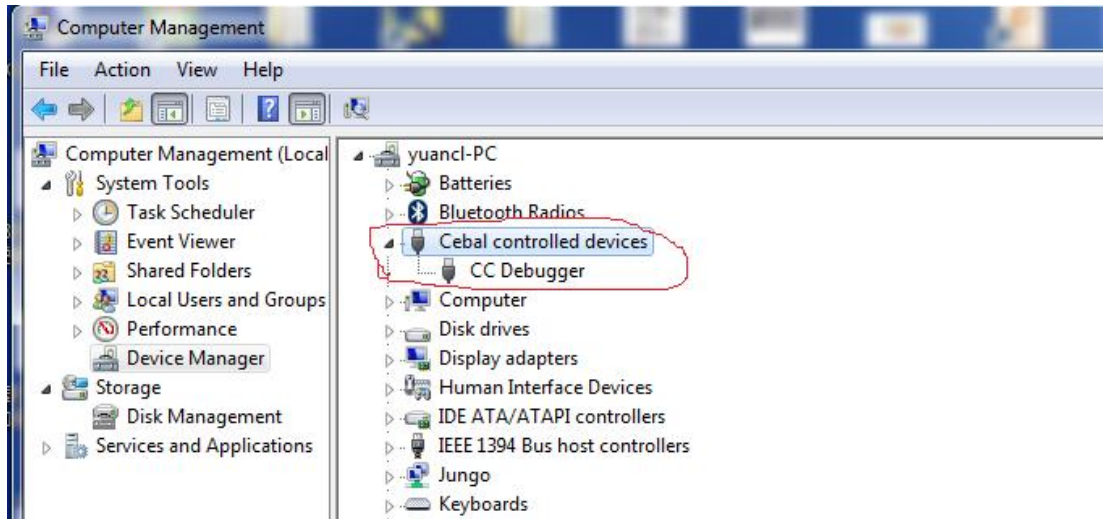 Computer Management
File Action View Help
Computer Management (Local
System Tools
Task Scheduler
Event Viewer
Shared Folders
Local Users and Groups
Performance
Device Manager
Storage
Disk Management
Services and Applications
yuancl-PC
Batteries
Bluetooth Radios
Cebal controlled devices
CC Debugger
Computer
Disk drives
Display adapters
Human Interface Devices
IDE ATA/ATAPI controllers
IEEE 1394 Bus host controllers
Jungo
Keyboards